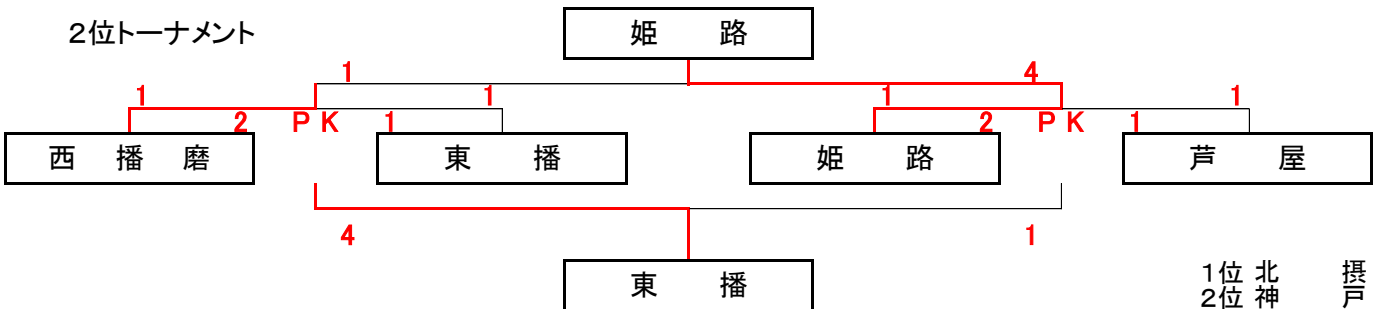 2位トーナメント
姫　路
1 4
1 1 1 1
2 PK 1 2 PK 1
西　播　磨 東　播 姫　路 芦　屋
4 1
東　播
1位 北　摂
2位 神　戸